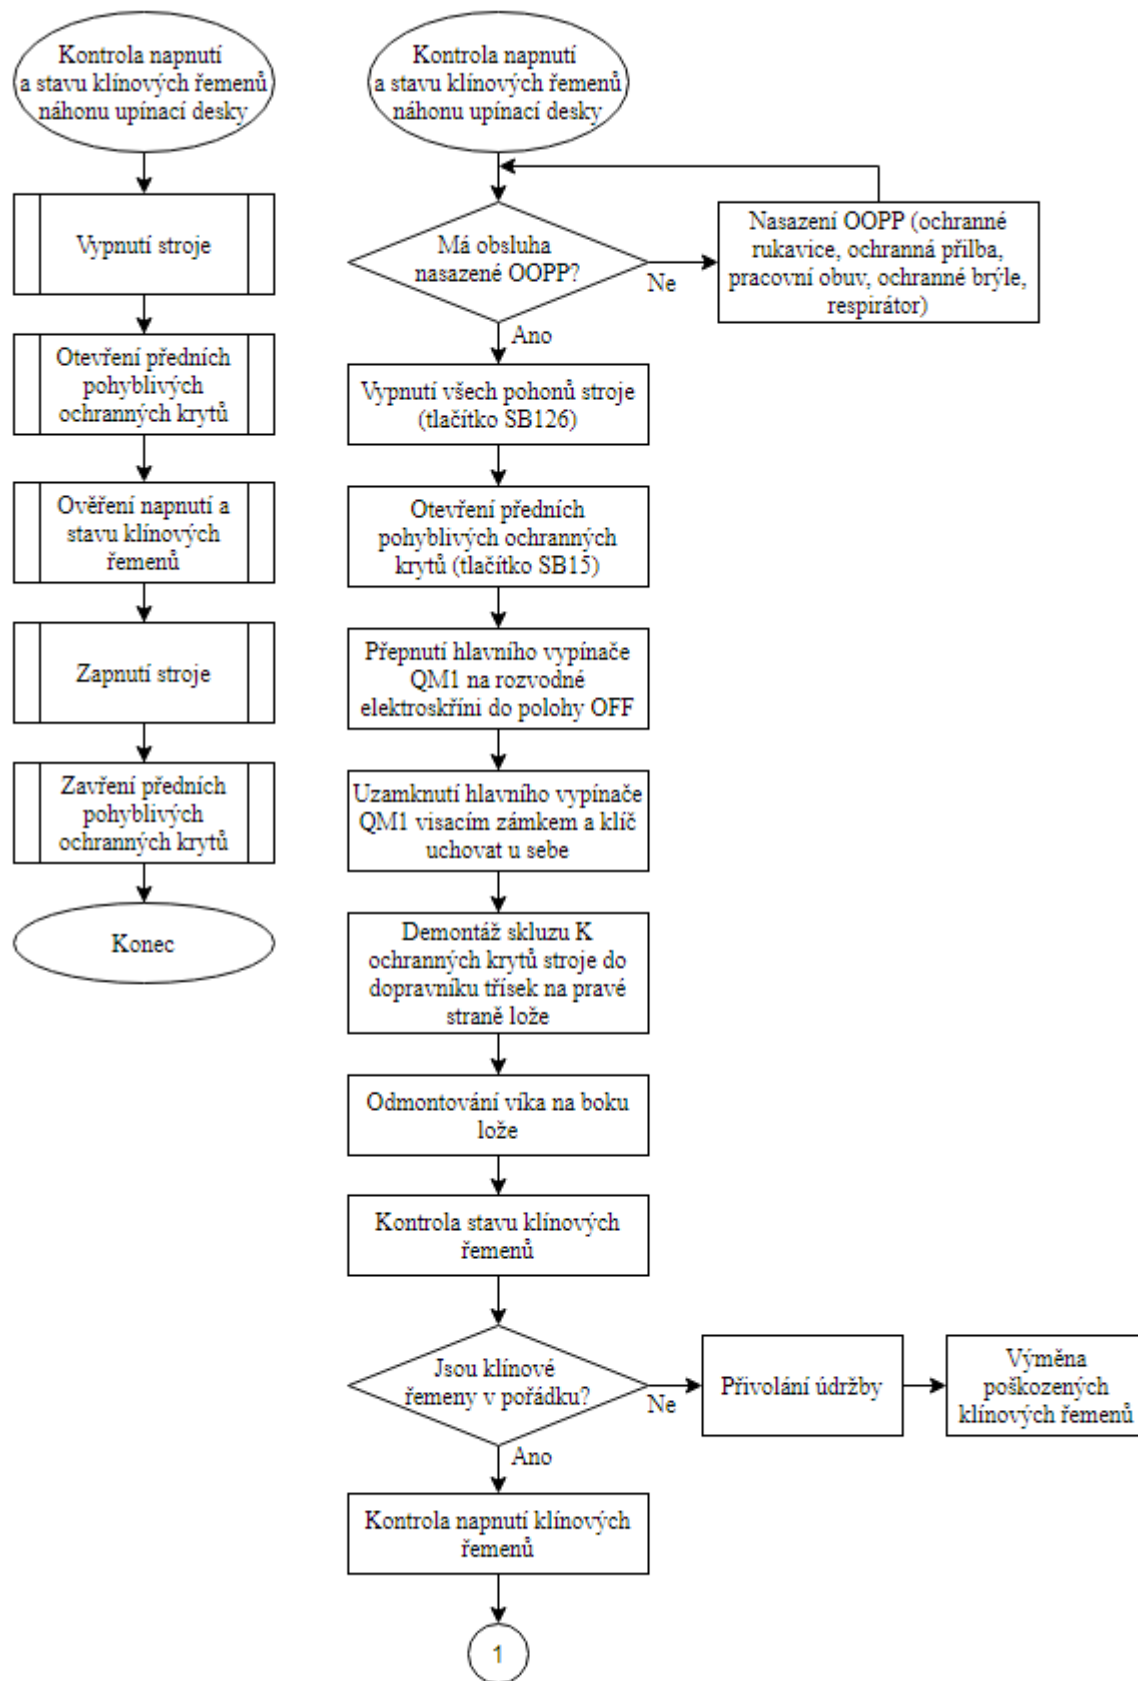 Kontrola napnutí
a stavu klínových řemenů
náhonu upínací desky
Vypnutí stroje
Otevření předních
pohyblivých
ochranných krytů
Ověření napnutí a
stavu klínových
řemenů
Zapnutí stroje
Zavření předních
pohyblivých
ochranných krytů
Konec
Kontrola napnutí
a stavu klínových řemenů
náhonu upínací desky
Má obsluha
nasazené OOPP?
Ne
Nasazení OOPP (ochranné
rukavice, ochranná přilba,
pracovní obuv, ochranné brýle,
respirátor)
Ano
Vypnutí všech pohonů stroje
(tlačítko SB126)
Otevření předních
pohyblivých ochranných
krytů (tlačítko SB15)
Přepnutí hlavního vypínače
QM1 na rozvodné
elektroskříni do polohy OFF
Uzamknutí hlavního vypínače
QM1 visacím zámkem a klíč
uchovat u sebe
Demontáž skluzu K
ochranných krytů stroje do
dopravníku třísek na pravé
straně lože
Odmontování víka na boku
lože
Kontrola stavu klínových
řemenů
Jsou klínové
řemeny v pořádku?
Ne
Přivolání údržby
Výměna
poškozených
klínových řemenů
Ano
Kontrola napnutí klínových
řemenů
1